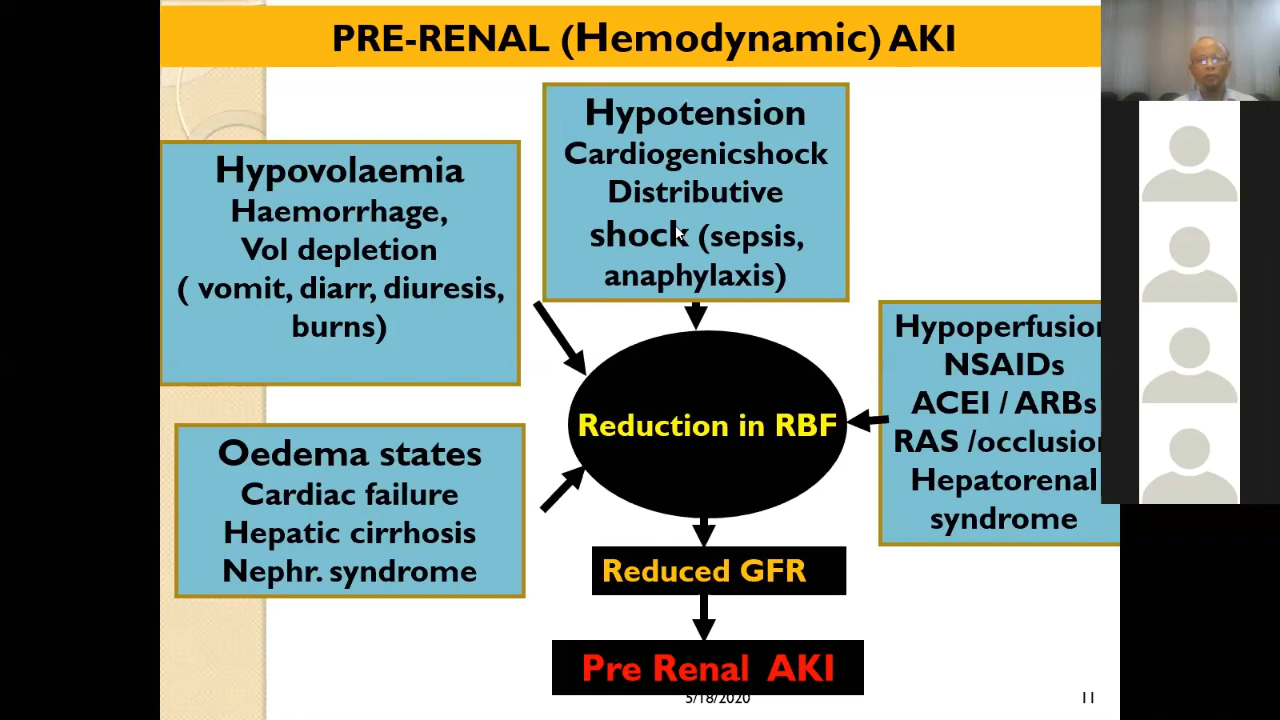 PRE-RENAL (Hemodynamic) AKI
Hypovolaemia
Haemorrhage,
Vol depletion
( vomit, diarr, diuresis,
burns)
Hypotension
Cardiogenicshock
Distributive
shock (sepsis,
anaphylaxis)
Oedema states
Cardiac failure
Hepatic cirrhosis
Nephr. syndrome
Hypoperfusion
NSAIDs
ACEI / ARBs
RAS /occlusion
Hepatorenal
syndrome
Reduction in RBF
Reduced GFR
Pre Renal AKI
5/18/2020
11